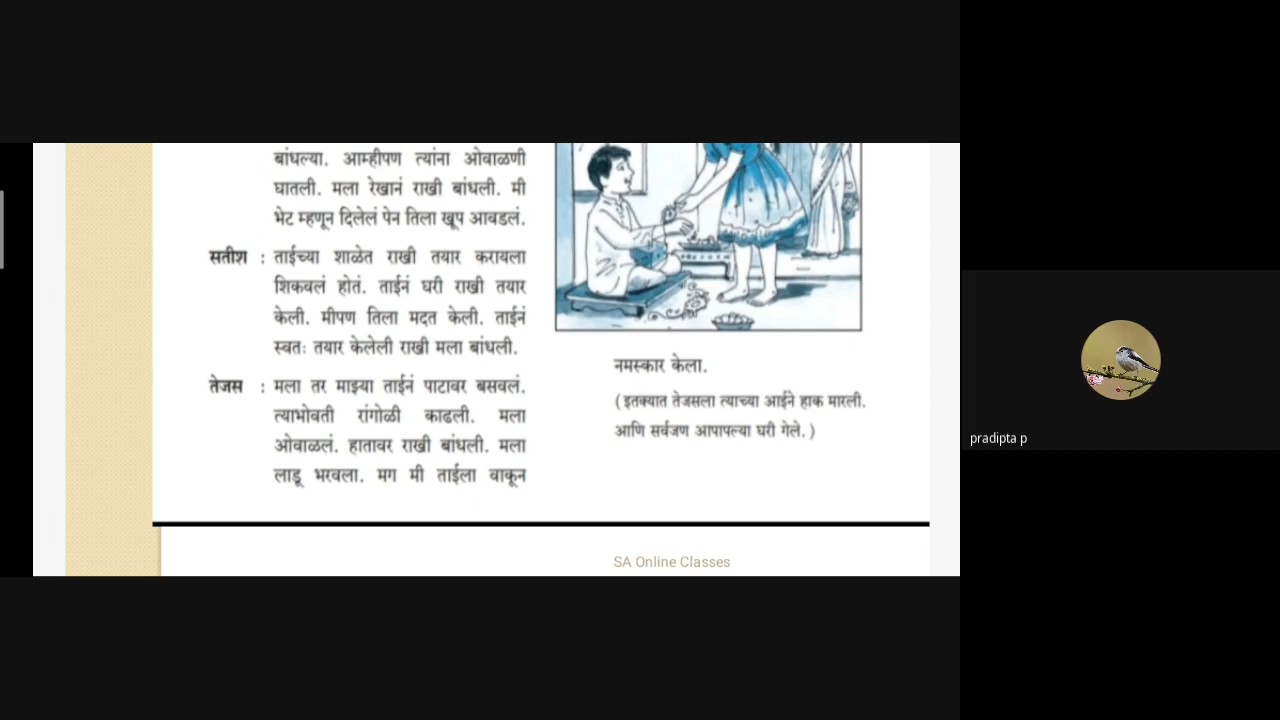 बांधल्या. आम्हीपण त्यांना ओवाळणी
घातली. मला रेखानं राखी बांधली. मी
भेट म्हणून दिलेलं पेन तिला खूप आवडलं.
सतीश : ताईच्या शाळेत राखी तयार करायला
शिकवलं होतं. ताईनं घरी राखी तयार
केली. मीपण तिला मदत केली. ताईनं
स्वतः तयार केलेली राखी मला बांधली.
तेजस : मला तर माझ्या ताईनं पाटावर बसवलं.
त्याभोवती रांगोळी काढली. मला
ओवाळलं. हातावर राखी बांधली. मला
लाडू भरवला. मग मी ताईला वाकून
नमस्कार केला.
(इतक्यात तेजसला त्याच्या आईने हाक मारली.
आणि सर्वजण आपापल्या घरी गेले.)
SA Online Classes
pradipta p